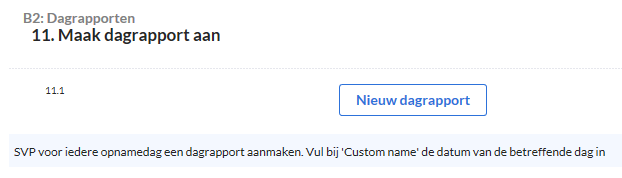 B2: Dagrapporten
11. Maak dagrapport aan
11.1
Nieuw dagrapport
SVP voor iedere opnamedag een dagrapport aanmaken. Vul bij 'Custom name' de datum van de betreffende dag in